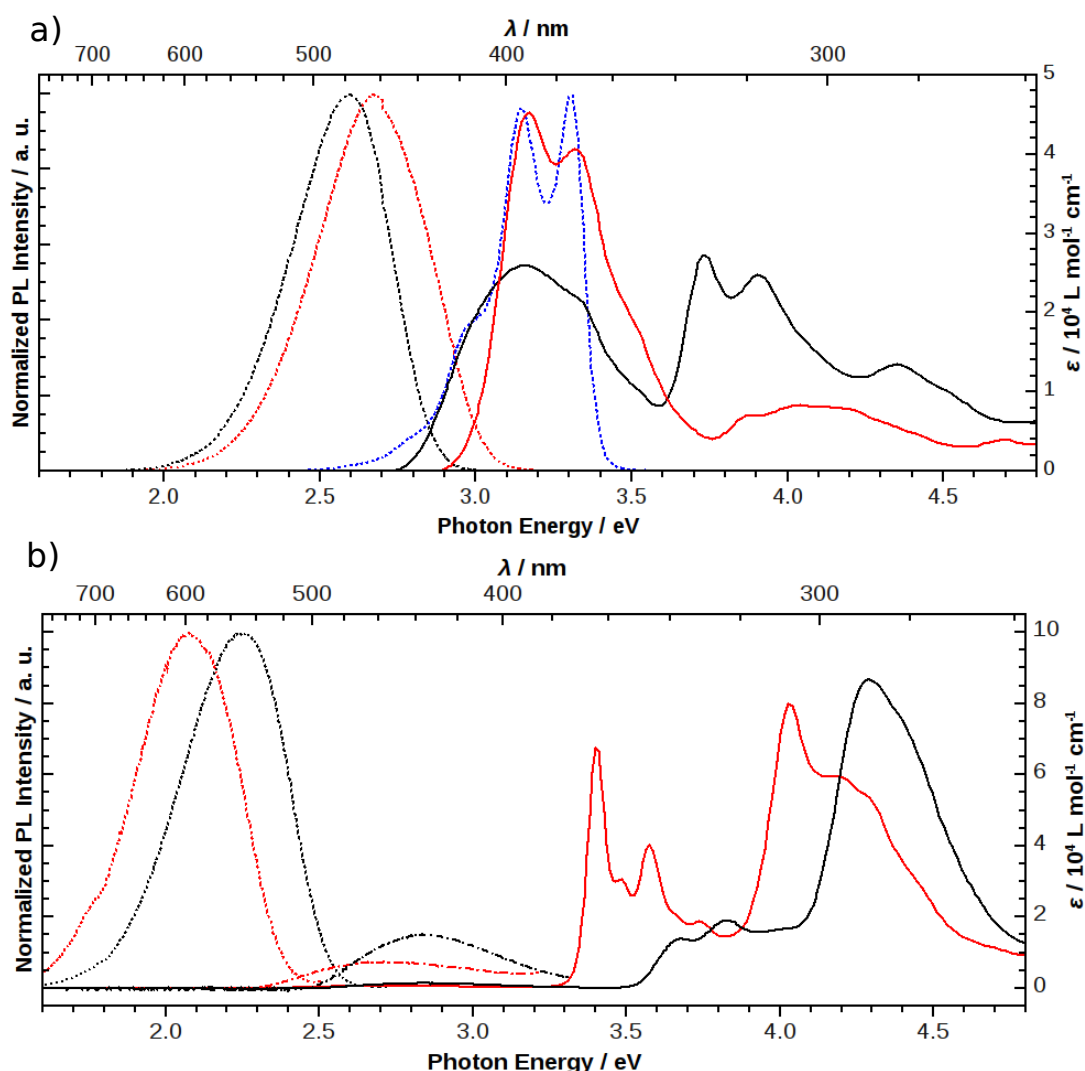 a)
λ / nm
700 600 500 400 300
Normalized PL Intensity / a. u.
5
4
3
2
1
0
ε / 10⁴ L mol⁻¹ cm⁻¹
2.0 2.5 3.0 3.5 4.0 4.5
Photon Energy / eV
b)
λ / nm
700 600 500 400 300
Normalized PL Intensity / a. u.
10
8
6
4
2
0
ε / 10⁴ L mol⁻¹ cm⁻¹
2.0 2.5 3.0 3.5 4.0 4.5
Photon Energy / eV